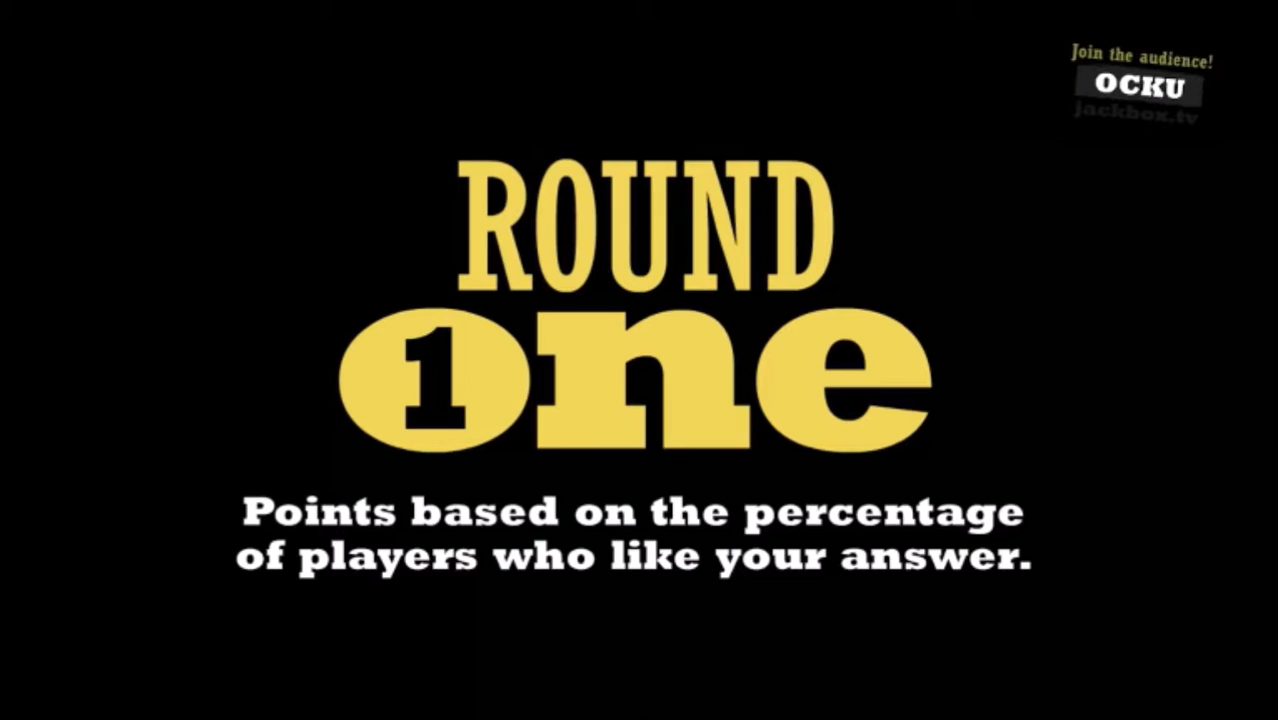 Join the audience!
OCKU
jackbox.tv
ROUND
1
One
Points based on the percentage
of players who like your answer.